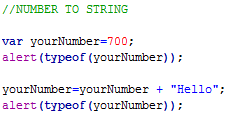 //NUMBER TO STRING
var yourNumber=700;
alert(typeof(yourNumber));
yourNumber=yourNumber + "Hello";
alert(typeof(yourNumber));